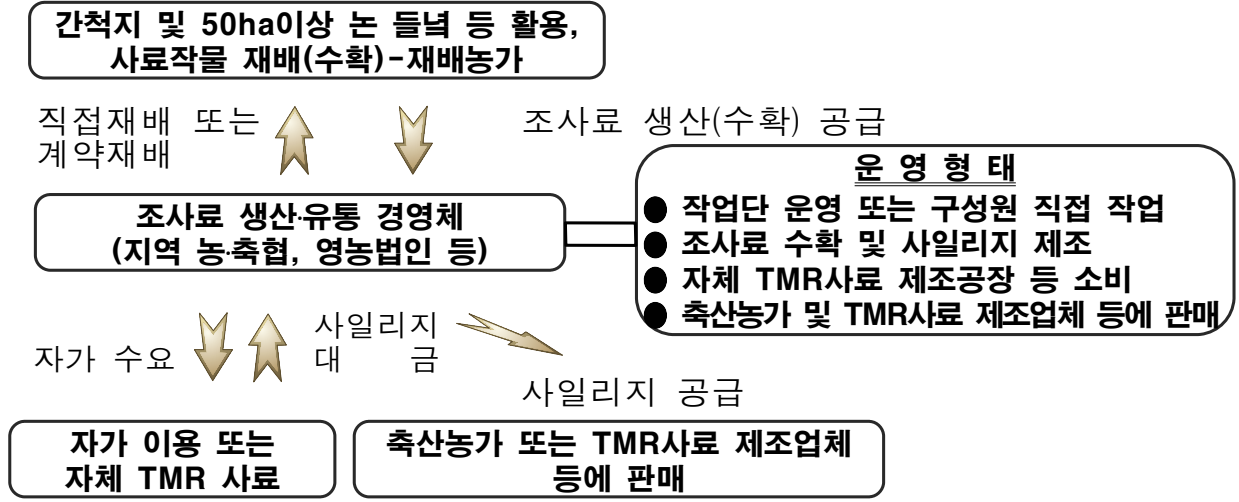 간척지 및 50ha이상 논 들녘 등 활용,
사료작물 재배(수확)-재배농가
직접재배 또는
계약재배
조사료 생산(수확) 공급
조사료 생산·유통 경영체
(지역 농·축협, 영농법인 등)
운 영 형 태
● 작업단 운영 또는 구성원 직접 작업
● 조사료 수확 및 사일리지 제조
● 자체 TMR사료 제조공장 등 소비
● 축산농가 및 TMR사료 제조업체 등에 판매
자가 수요
사일리지
대 금
사일리지 공급
자가 이용 또는
자체 TMR 사료
축산농가 또는 TMR사료 제조업체
등에 판매